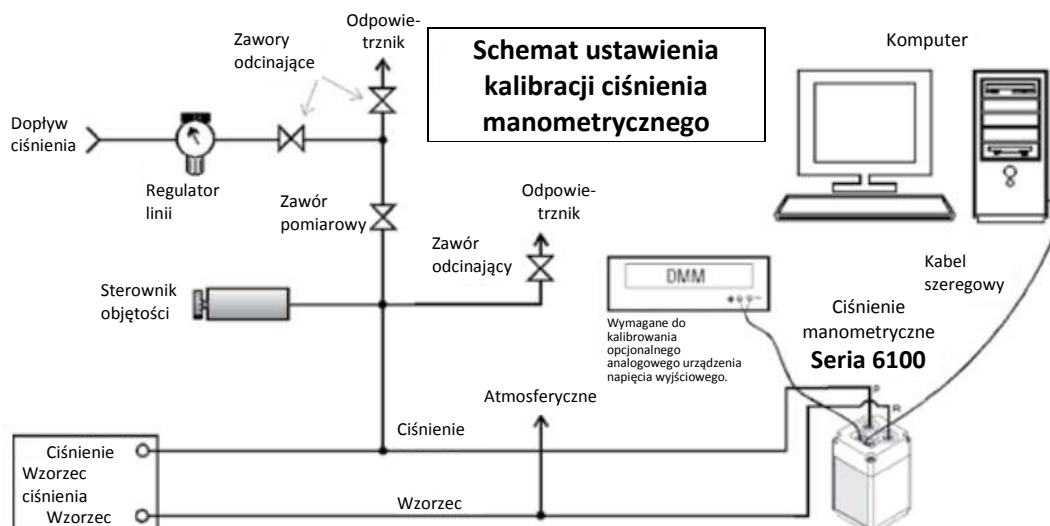 Odpowie-
trznik
Zawory
odcinające
Schemat ustawienia
kalibracji ciśnienia
manometrycznego
Komputer
Dopływ
ciśnienia
Regulator
linii
Zawór
pomiarowy
Odpowie-
trznik
Zawór
odcinający
Sterownik
objętości
DMM
Wymagane do
kalibrowania
opcjonalnego
analogowego urządzenia
napięcia wyjściowego.
Kabel
szeregowy
Ciśnienie
manometryczne
Seria 6100
P
R
Atmosferyczne
Ciśnienie
Ciśnienie
Wzorzec
ciśnienia
Wzorzec
Wzorzec